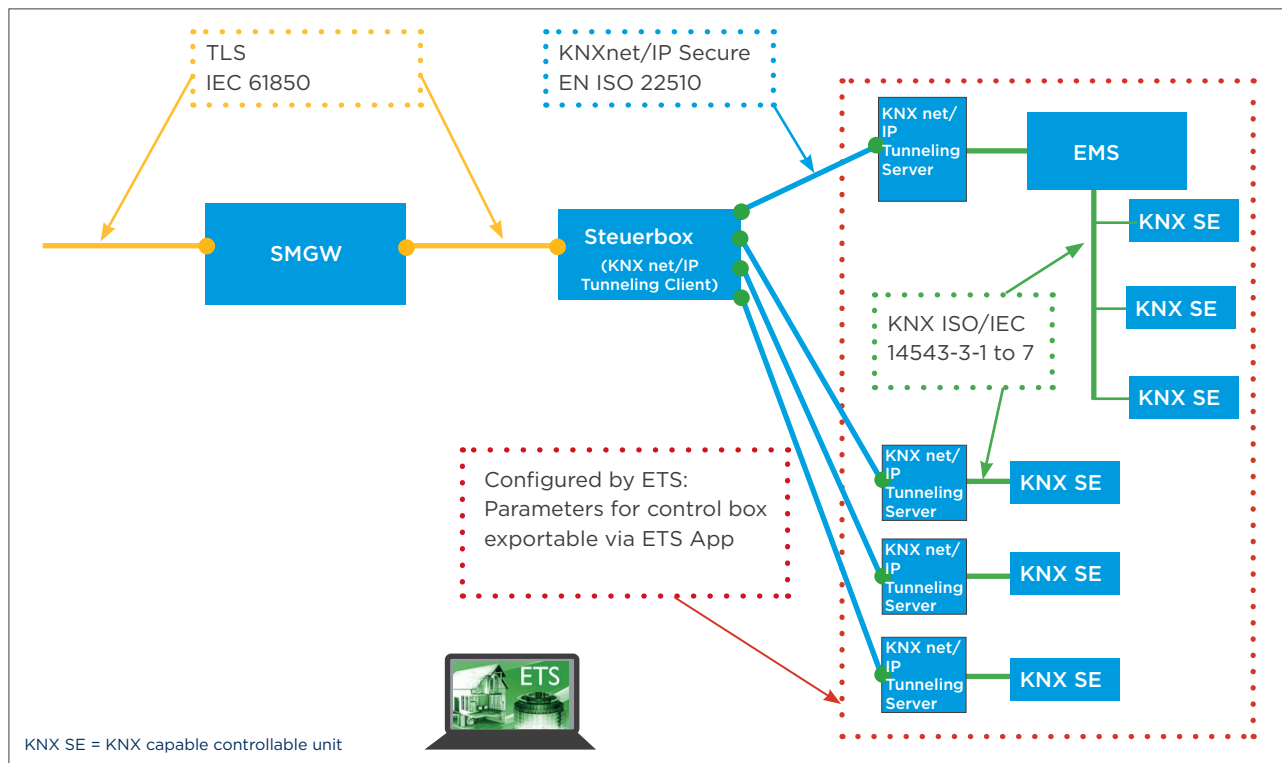 TLS
IEC 61850
KNXnet/IP Secure
EN ISO 22510
KNX net/
IP
Tunneling
Server
EMS
KNX SE
KNX SE
KNX SE
SMGW
Steuerbox
(KNX net/IP
Tunneling Client)
KNX ISO/IEC
14543-3-1 to 7
Configured by ETS:
Parameters for control box
exportable via ETS App
KNX net/
IP
Tunneling
Server
KNX SE
KNX net/
IP
Tunneling
Server
KNX SE
KNX net/
IP
Tunneling
Server
KNX SE
ETS
KNX SE = KNX capable controllable unit